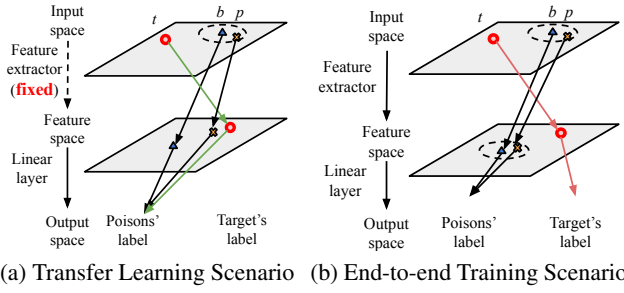 Input
space
Feature
extractor
(fixed)
Feature
space
Linear
layer
Output
space
t
b p
Poisons'
label
Target's
label
(a) Transfer Learning Scenario
Input
space
Feature
extractor
Feature
space
Linear
layer
Output
space
t
b p
Poisons'
label
Target's
label
(b) End-to-end Training Scenario